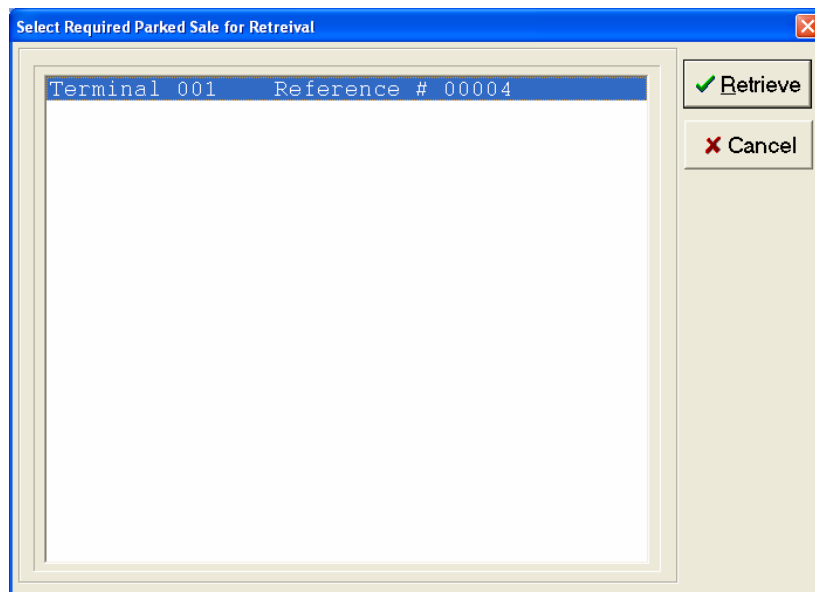 Select Required Parked Sale for Retreival
Terminal 001 Reference # 00004
Retrieve
Cancel